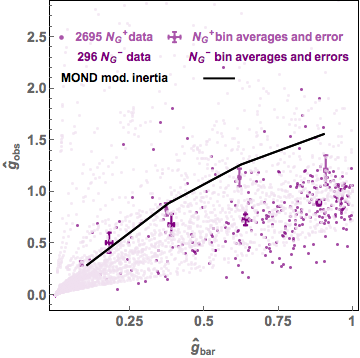 2695 N_G^+ data N_G^+ bin averages and error
296 N_G^- data N_G^- bin averages and errors
MOND mod. inertia
2.5
2.0
1.5
1.0
0.5
0.0
ĝ_obs
0.25 0.5 0.75 1
ĝ_bar